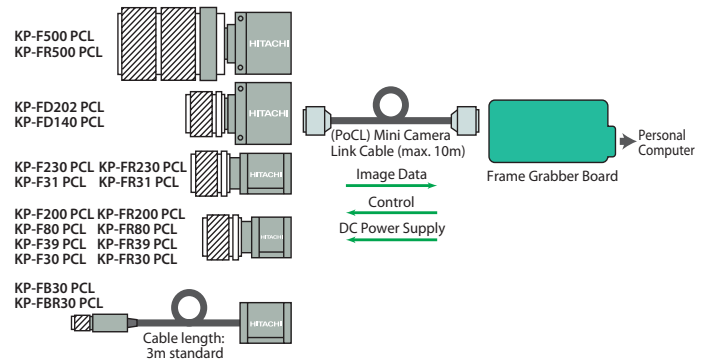 KP-F500 PCL
KP-FR500 PCL
HITACHI
KP-FD202 PCL
KP-FD140 PCL
HITACHI
KP-F230 PCL KP-FR230 PCL
KP-F31 PCL KP-FR31 PCL
HITACHI
KP-F200 PCL KP-FR200 PCL
KP-F80 PCL KP-FR80 PCL
KP-F39 PCL KP-FR39 PCL
KP-F30 PCL KP-FR30 PCL
HITACHI
KP-FB30 PCL
KP-FBR30 PCL
HITACHI
Cable length:
3m standard
(PoCL) Mini Camera
Link Cable (max. 10m)
Image Data
Control
DC Power Supply
Frame Grabber Board
Personal
Computer